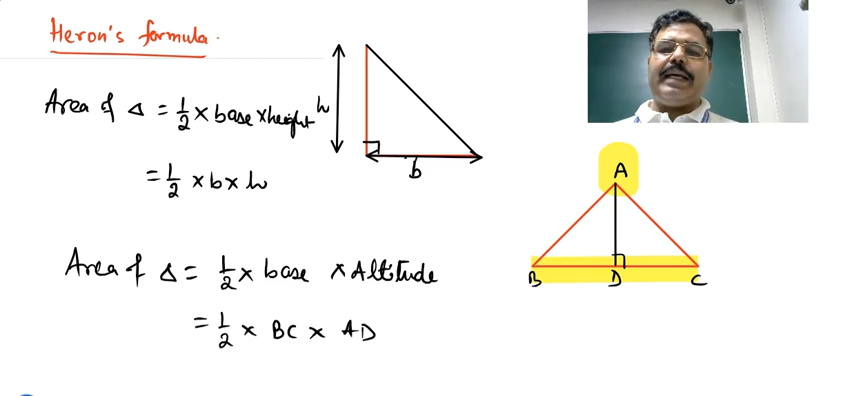 Heron's formula.
Area of Δ = 1/2 × base × height
= 1/2 × b × h
h
b
Area of Δ = 1/2 × base × Altitude
= 1/2 × BC × AD
A
B D C